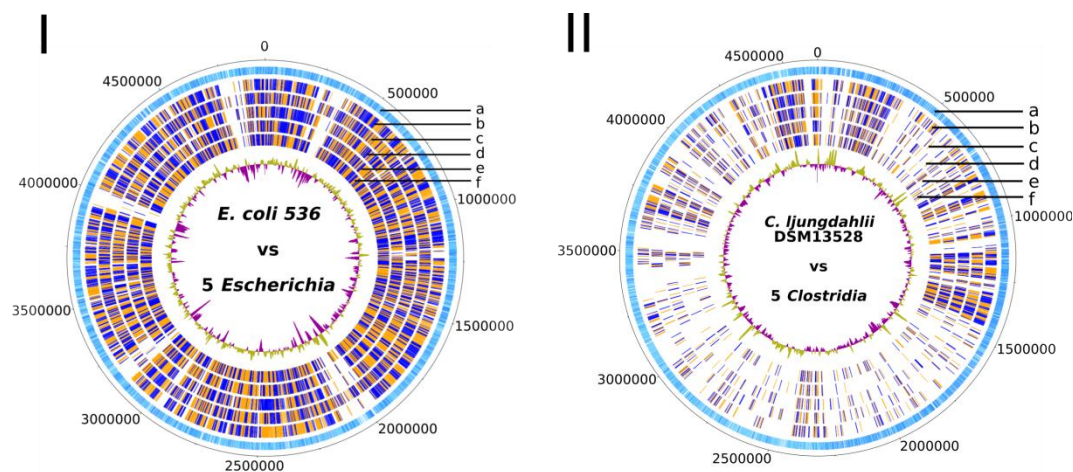 I
0
500000
1000000
1500000
2000000
2500000
3000000
3500000
4000000
4500000
a
b
c
d
e
f
E. coli 536
vs
5 Escherichia
II
0
500000
1000000
1500000
2000000
2500000
3000000
3500000
4000000
4500000
a
b
c
d
e
f
C. ljungdahlii
DSM13528
vs
5 Clostridia